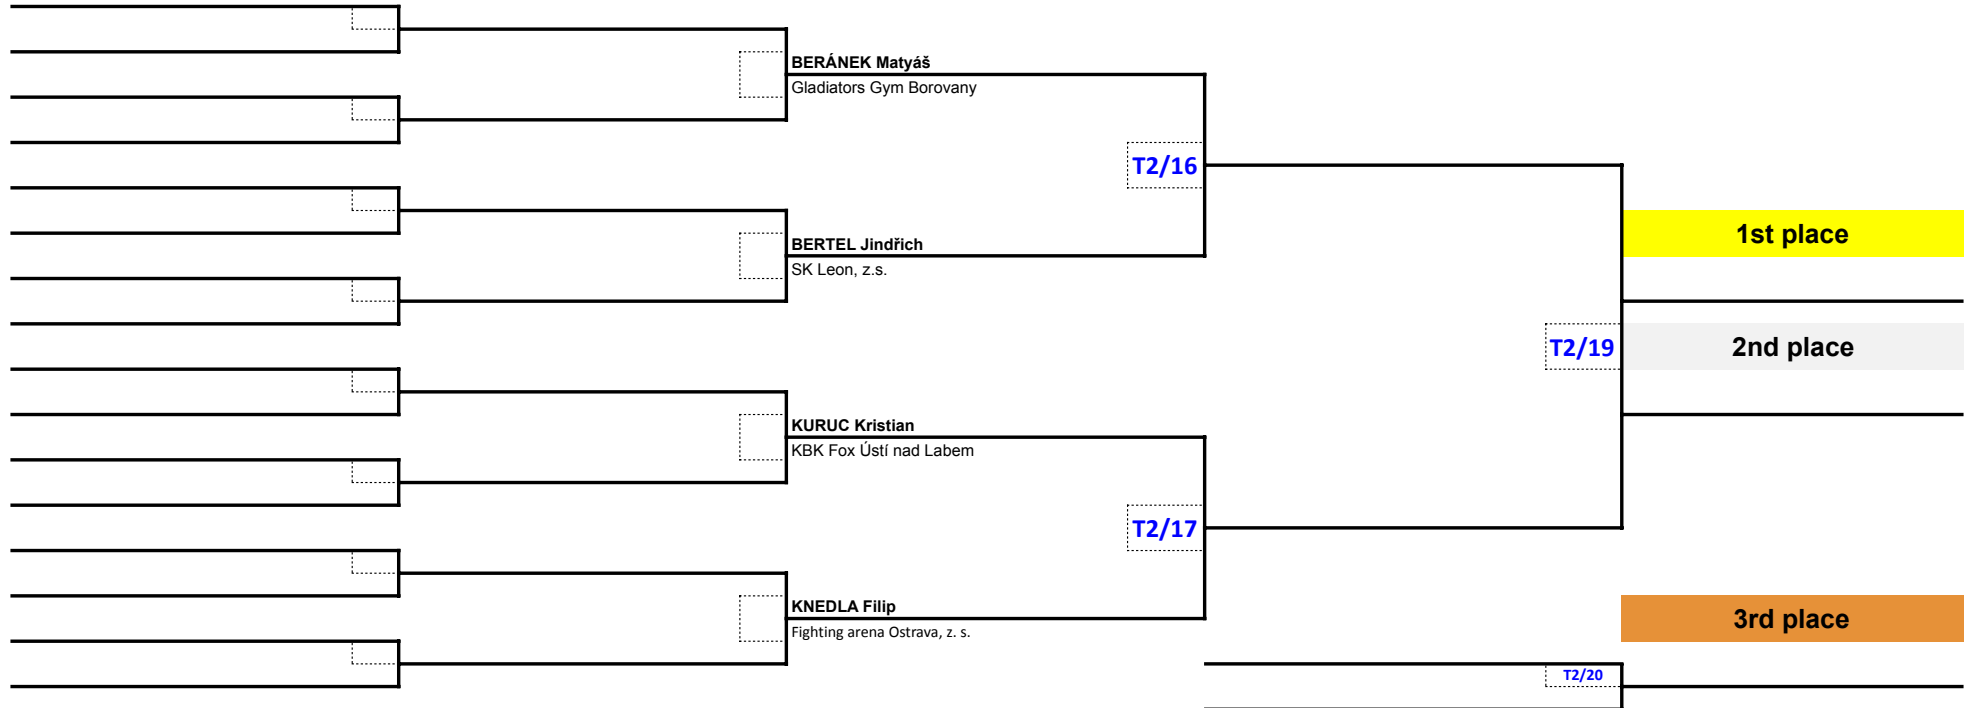 BERÁNEK Matyáš
Gladiators Gym Borovany
T2/16
BERTEL Jindřich
SK Leon, z.s.
1st place
T2/19
2nd place
KURUC Kristian
KBK Fox Ústí nad Labem
T2/17
KNEDLA Filip
Fighting arena Ostrava, z. s.
3rd place
T2/20